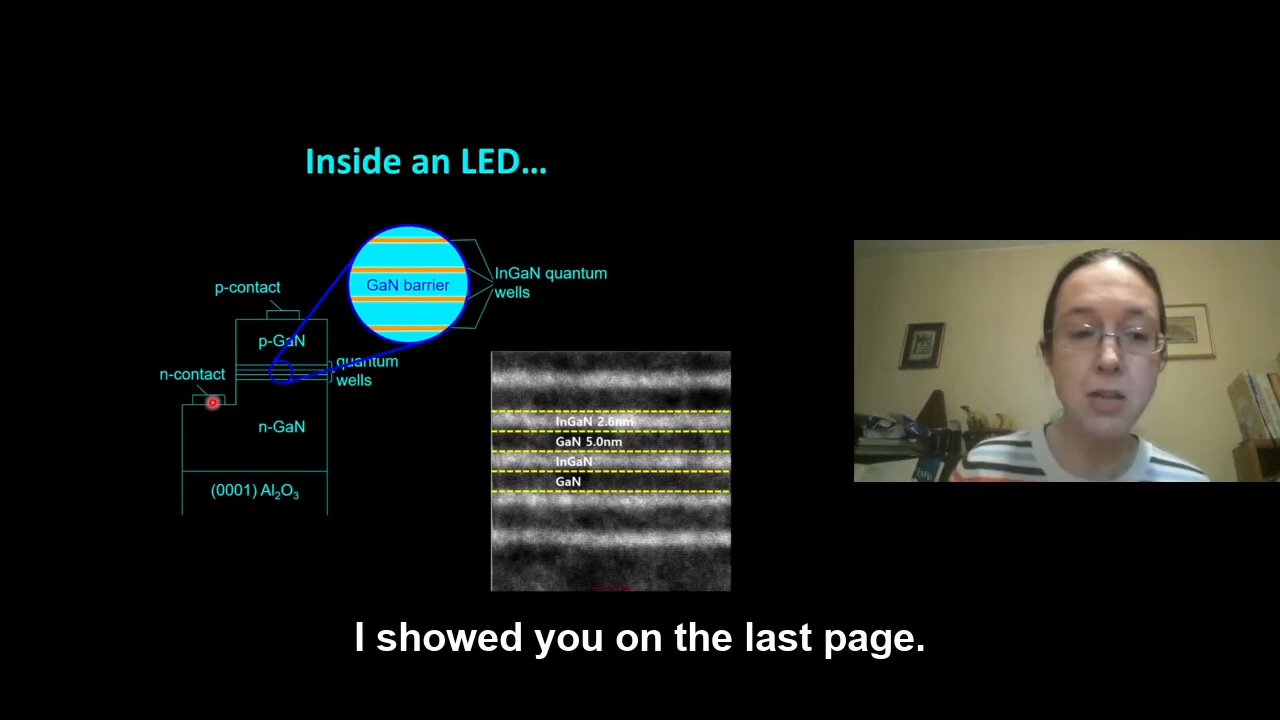 Inside an LED...
InGaN quantum
wells
GaN barrier
p-contact
p-GaN
quantum
wells
n-contact
n-GaN
(0001) Al₂O₃
InGaN 2.6nm
GaN 5.0nm
InGaN
GaN
I showed you on the last page.